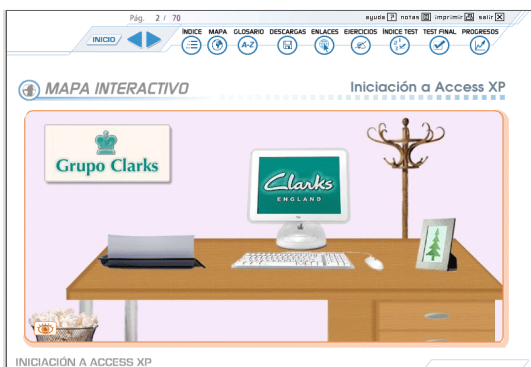 Pág. 2 / 70
ayuda ? notas imprimir salir X
INICIO
ÍNDICE MAPA GLOSARIO DESCARGAS ENLACES EJERCICIOS ÍNDICE TEST TEST FINAL PROGRESOS
A-Z
MAPA INTERACTIVO
Iniciación a Access XP
Grupo Clarks
Clarks
ENGLAND
INICIACIÓN A ACCESS XP